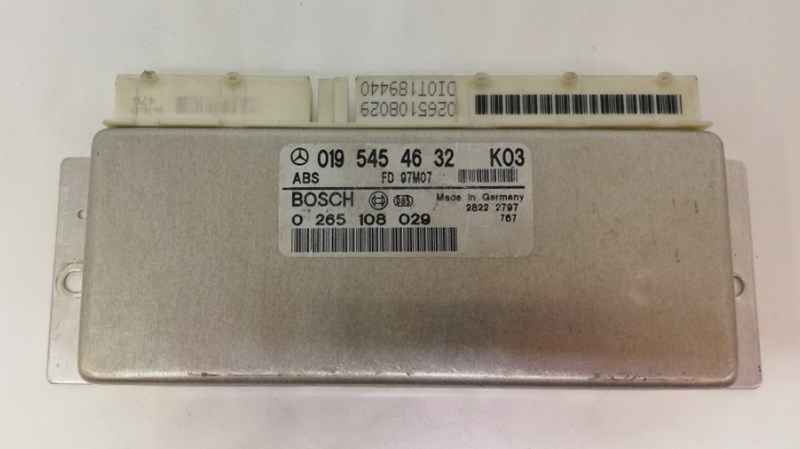 0265108029
DIOT189440
019 545 46 32 K03
ABS FD 97M07
BOSCH Made in Germany
2822 2797
0 265 108 029 767